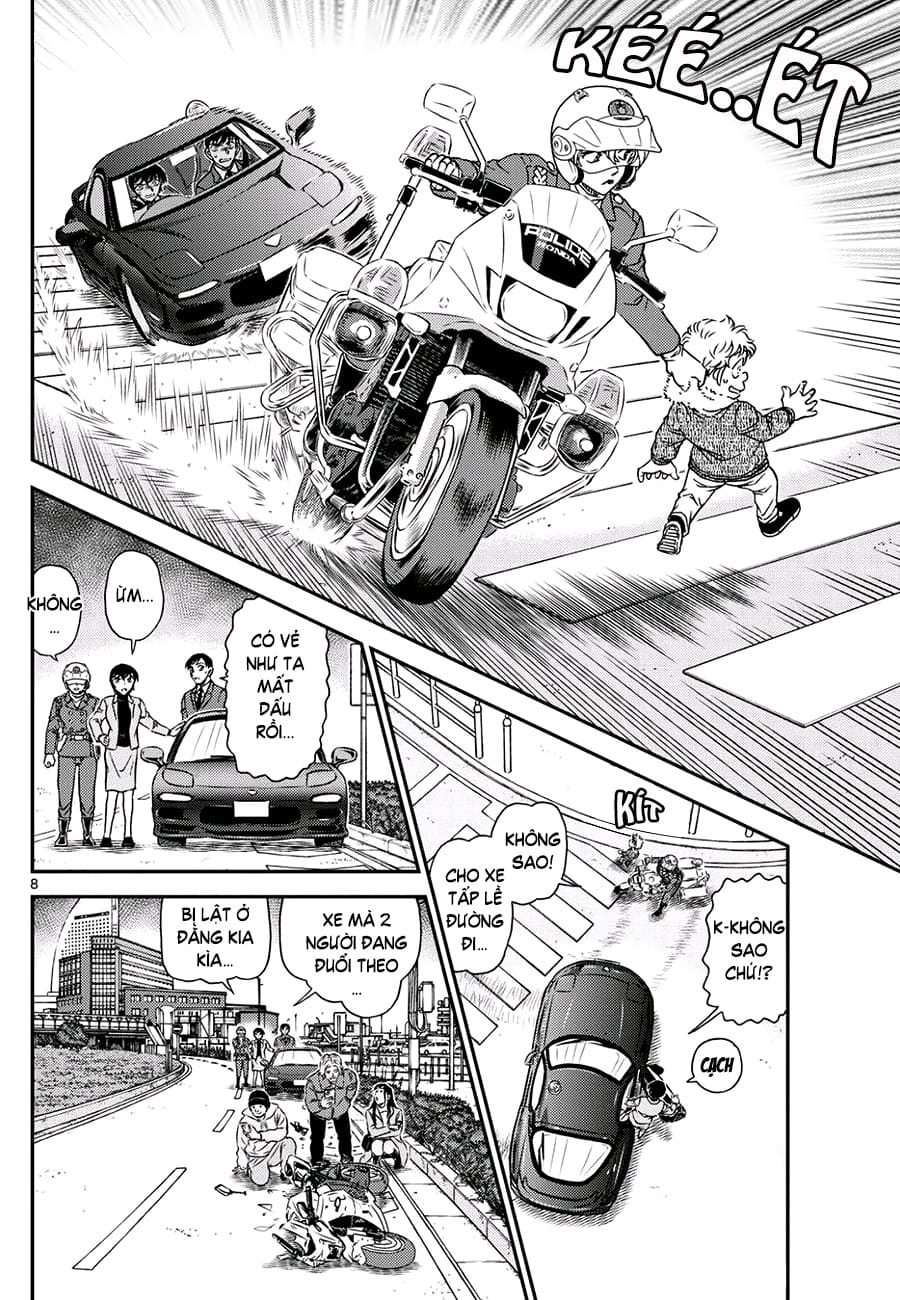 KÉÉ..ÉT
POLICE
HONDA
KÍT
K-KHÔNG
SAO
CHỨ!?
CẠCH
KHÔNG
SAO!
CHO XE
TẤP LỀ
ĐƯỜNG
ĐI...
CÓ VẺ
NHƯ TA
MẤT
DẤU
RỒI...
ỪM...
KHÔNG
...
8
XE MÀ 2
NGƯỜI ĐANG
ĐUỔI THEO
...
BỊ LẬT Ở
ĐẰNG KIA
KÌA...